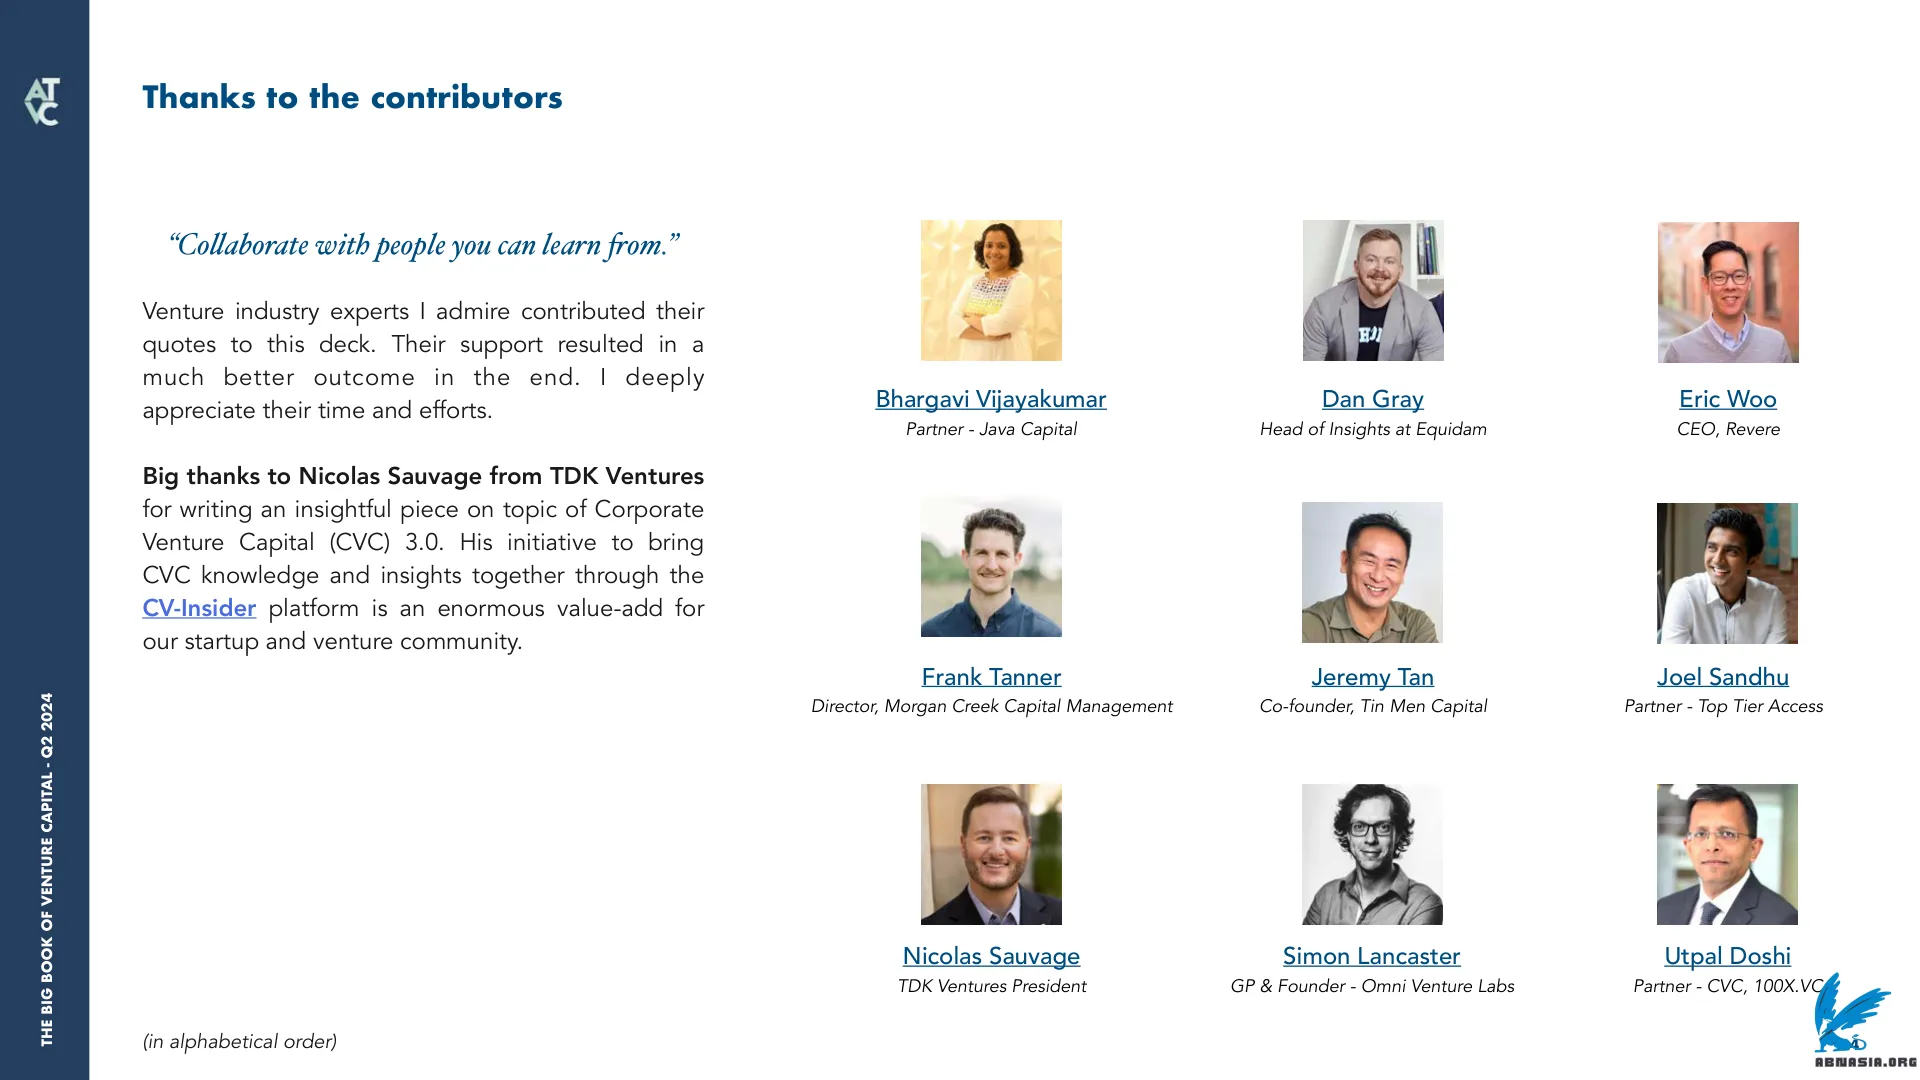 ATVC
Thanks to the contributors
“Collaborate with people you can learn from.”
Venture industry experts I admire contributed their
quotes to this deck. Their support resulted in a
much better outcome in the end. I deeply
appreciate their time and efforts.
Big thanks to Nicolas Sauvage from TDK Ventures
for writing an insightful piece on topic of Corporate
Venture Capital (CVC) 3.0. His initiative to bring
CVC knowledge and insights together through the
CV-Insider platform is an enormous value-add for
our startup and venture community.
(in alphabetical order)
Bhargavi Vijayakumar
Partner - Java Capital
Dan Gray
Head of Insights at Equidam
Eric Woo
CEO, Revere
Frank Tanner
Director, Morgan Creek Capital Management
Jeremy Tan
Co-founder, Tin Men Capital
Joel Sandhu
Partner - Top Tier Access
Nicolas Sauvage
TDK Ventures President
Simon Lancaster
GP & Founder - Omni Venture Labs
Utpal Doshi
Partner - CVC, 100X.VC
THE BIG BOOK OF VENTURE CAPITAL - Q2 2024
4
ABNASIA.ORG